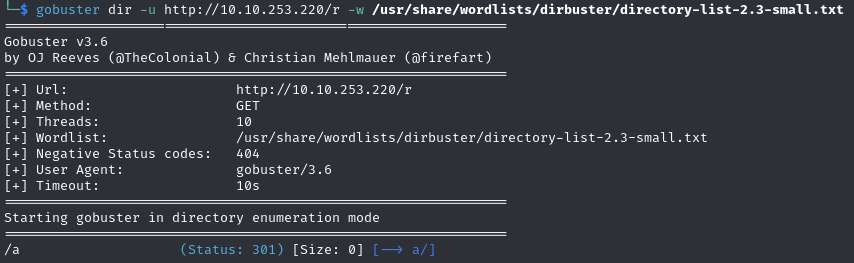 └─$ gobuster dir -u http://10.10.253.220/r -w /usr/share/wordlists/dirbuster/directory-list-2.3-small.txt
===============================================================
Gobuster v3.6
by OJ Reeves (@TheColonial) & Christian Mehlmauer (@firefart)
===============================================================
[+] Url:                     http://10.10.253.220/r
[+] Method:                  GET
[+] Threads:                 10
[+] Wordlist:                /usr/share/wordlists/dirbuster/directory-list-2.3-small.txt
[+] Negative Status codes:   404
[+] User Agent:              gobuster/3.6
[+] Timeout:                 10s
===============================================================
Starting gobuster in directory enumeration mode
===============================================================
/a                    (Status: 301) [Size: 0] [--> a/]